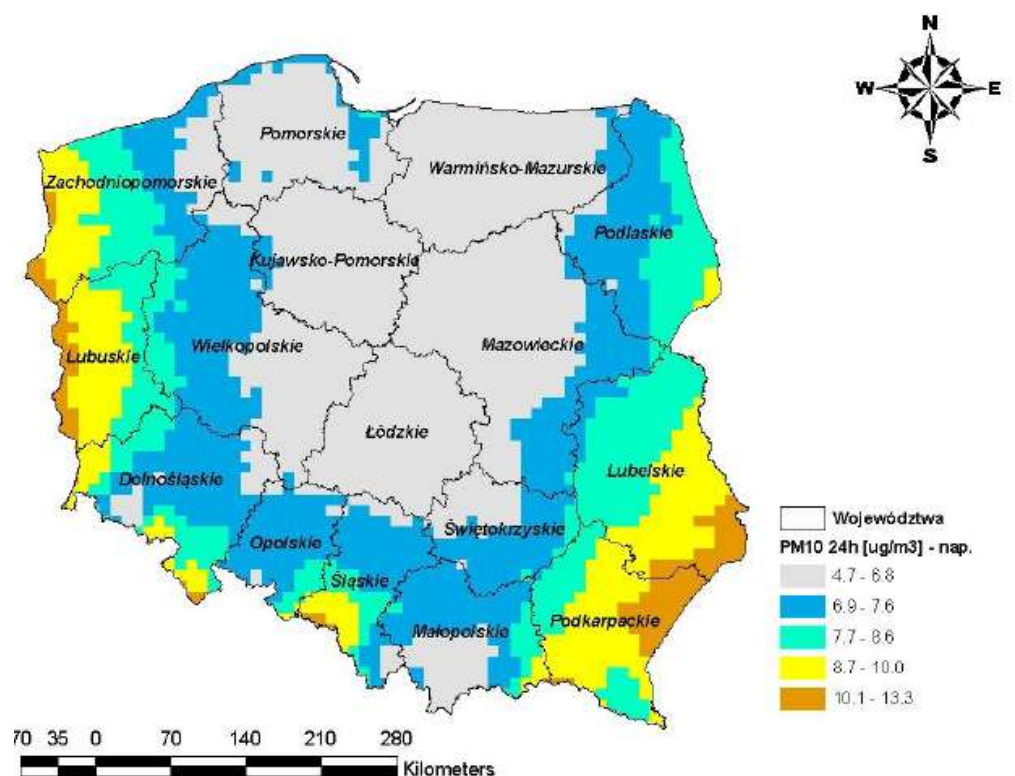 N
W E
S
Pomorskie
Warmińsko-Mazurskie
Zachodniopomorskie
Podlaskie
Kujawsko-Pomorskie
Lubuskie
Wielkopolskie
Mazowieckie
Łódzkie
Dolnośląskie
Lubelskie
Opolskie
Świętokrzyskie
Śląskie
Małopolskie
Podkarpackie
Województwa
PM10 24h [ug/m3] - nap.
4.7 - 6.8
6.9 - 7.6
7.7 - 8.6
8.7 - 10.0
10.1 - 13.3
70 35 0 70 140 210 280
Kilometers